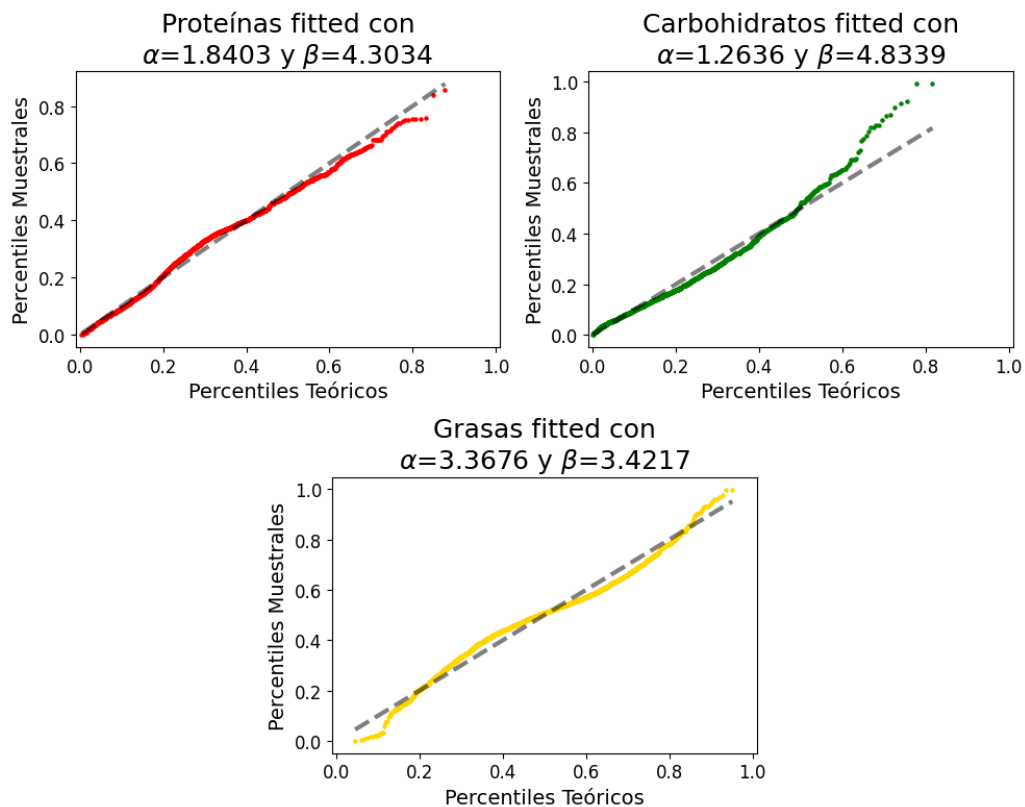 Proteínas fitted con
α=1.8403 y β=4.3034
Percentiles Muestrales
0.8
0.6
0.4
0.2
0.0
0.0 0.2 0.4 0.6 0.8 1.0
Percentiles Teóricos
Carbohidratos fitted con
α=1.2636 y β=4.8339
Percentiles Muestrales
1.0
0.8
0.6
0.4
0.2
0.0
0.0 0.2 0.4 0.6 0.8 1.0
Percentiles Teóricos
Grasas fitted con
α=3.3676 y β=3.4217
Percentiles Muestrales
1.0
0.8
0.6
0.4
0.2
0.0
0.0 0.2 0.4 0.6 0.8 1.0
Percentiles Teóricos